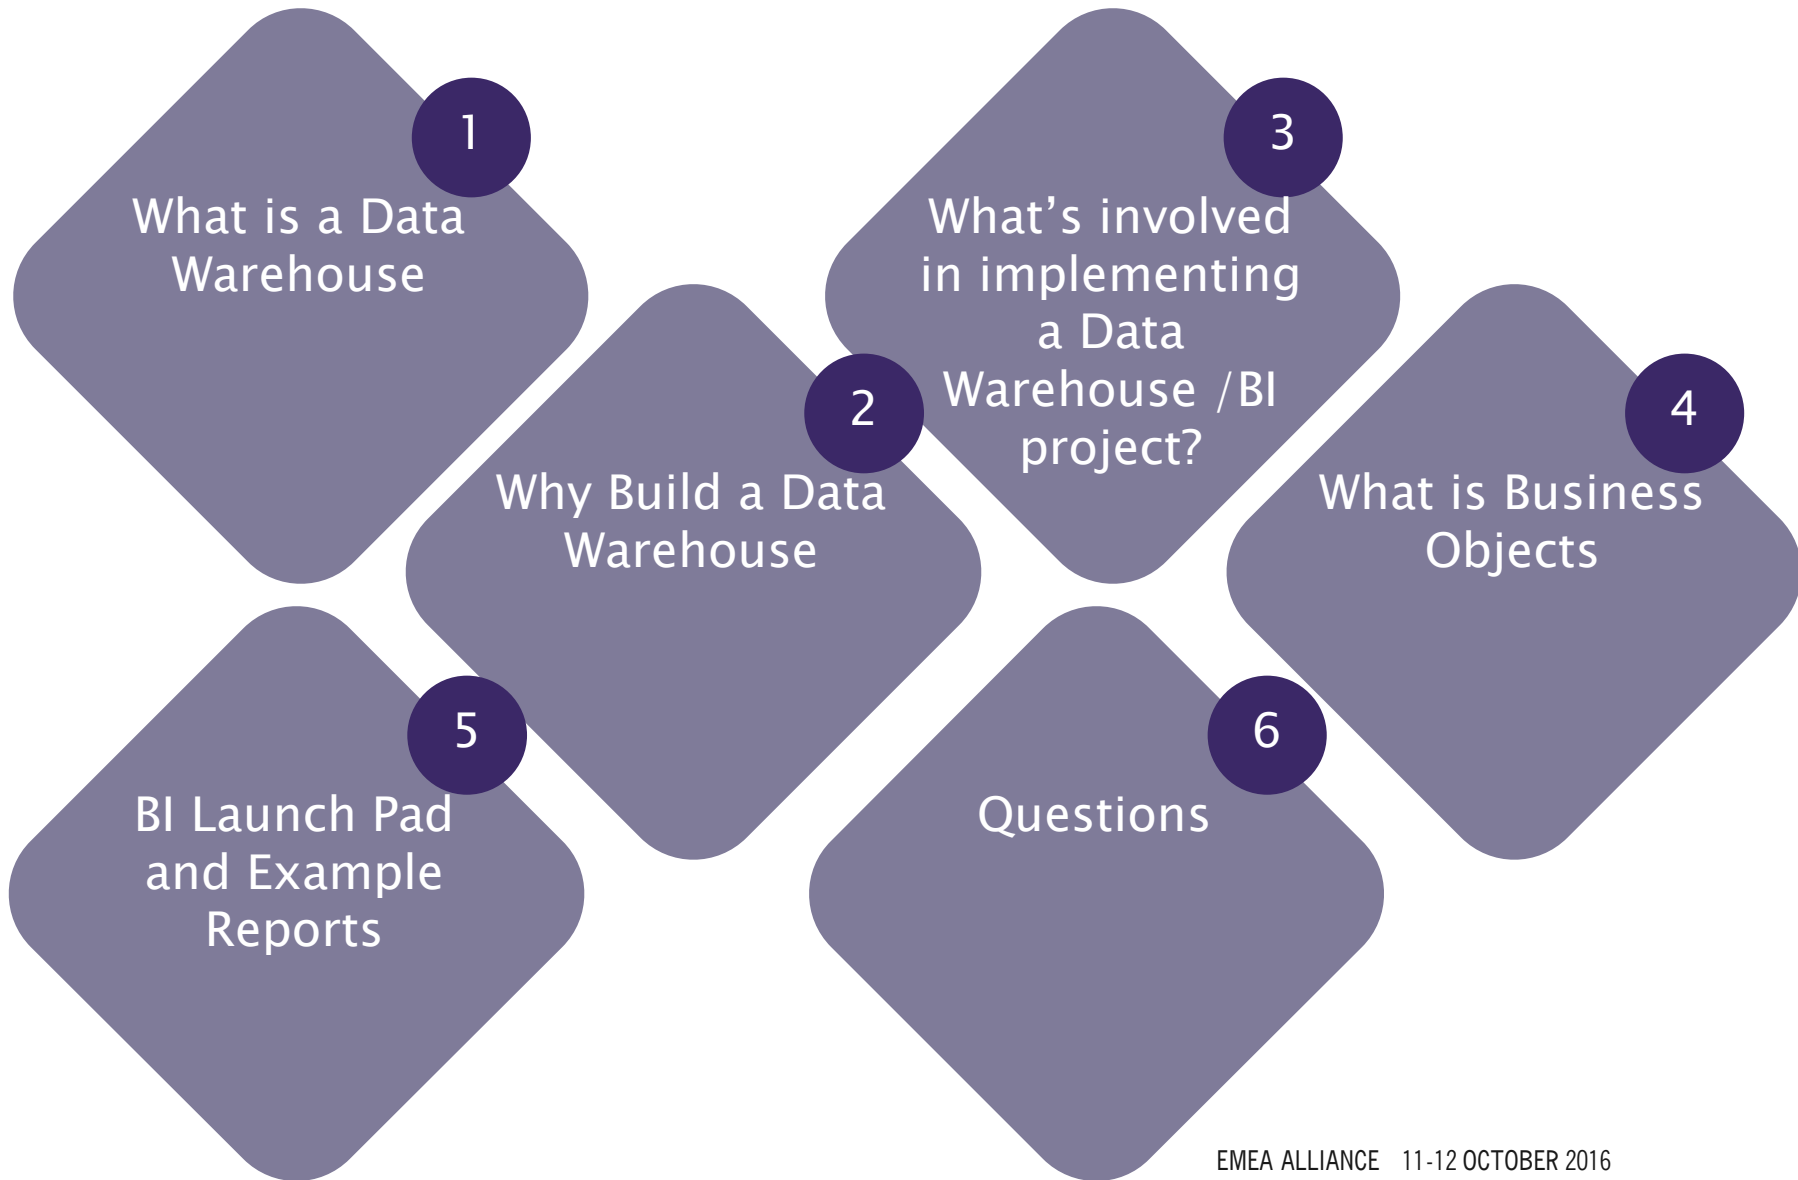 1
What is a Data
Warehouse
2
Why Build a Data
Warehouse
3
What’s involved
in implementing
a Data
Warehouse /BI
project?
4
What is Business
Objects
5
BI Launch Pad
and Example
Reports
6
Questions
EMEA ALLIANCE 11-12 OCTOBER 2016